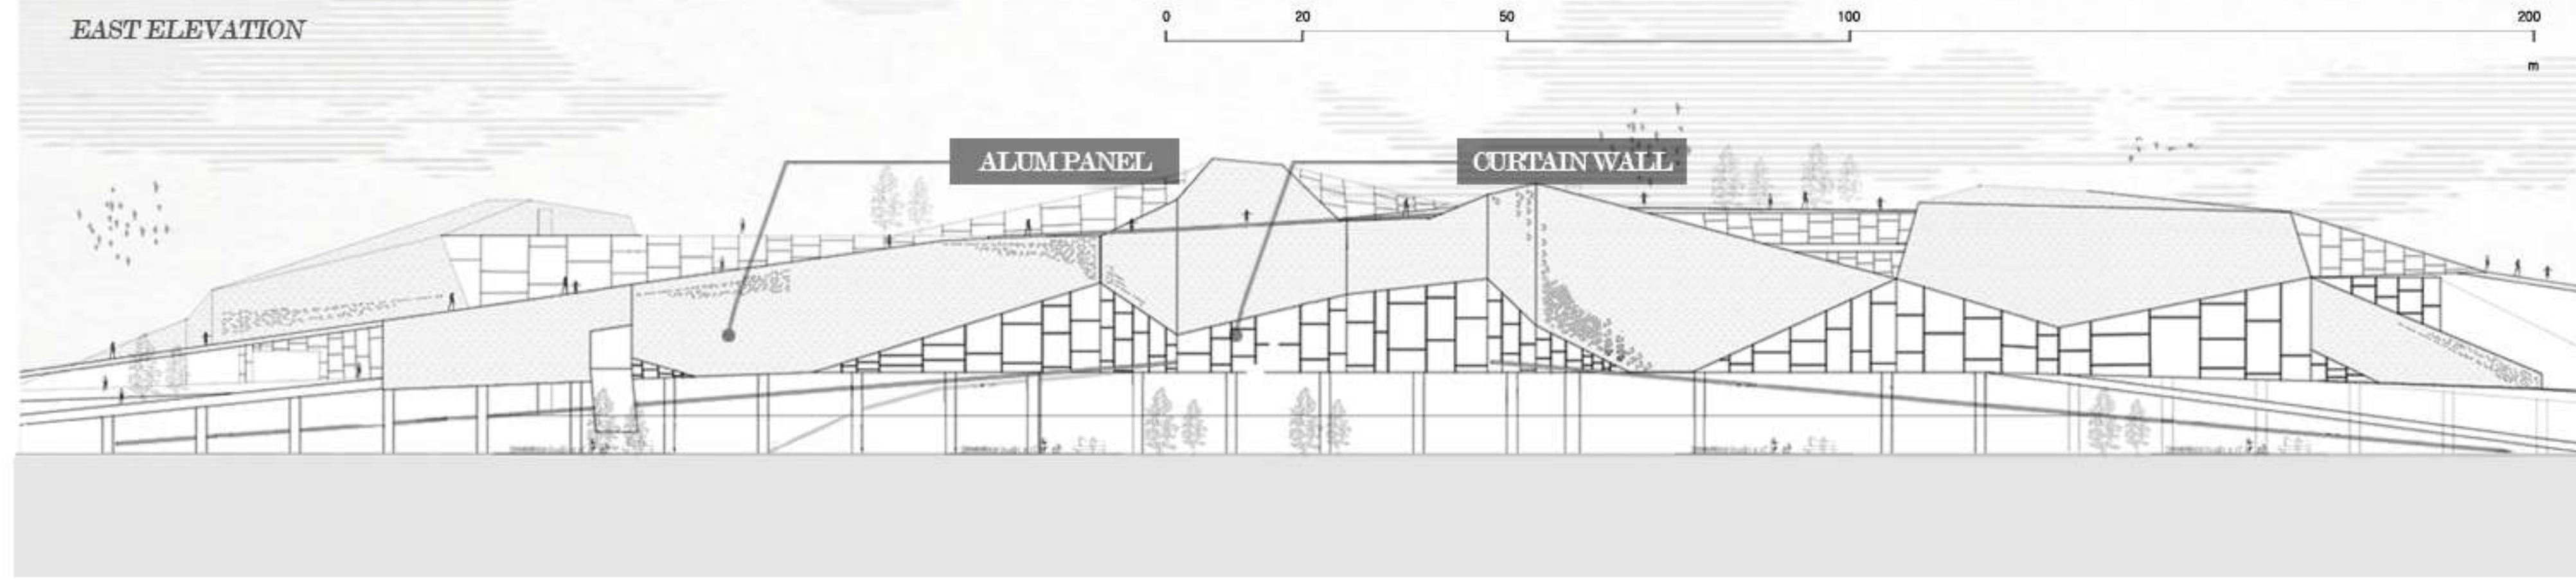 EAST ELEVATION
0 20 50 100 200
m
ALUM PANEL
CURTAIN WALL